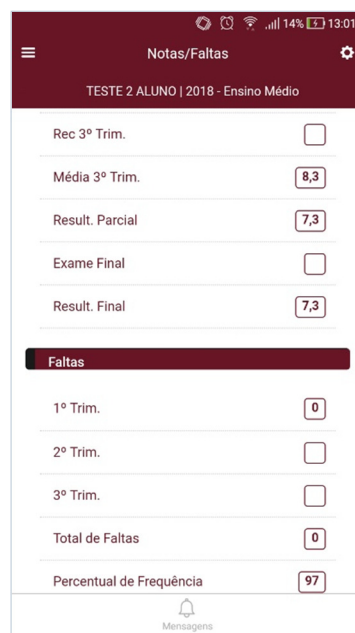 14% 13:01
Notas/Faltas
TESTE 2 ALUNO | 2018 - Ensino Médio
Rec 3º Trim.
Média 3º Trim. 8,3
Result. Parcial 7,3
Exame Final
Result. Final 7,3
Faltas
1º Trim. 0
2º Trim.
3º Trim.
Total de Faltas 0
Percentual de Frequência 97
Mensagens